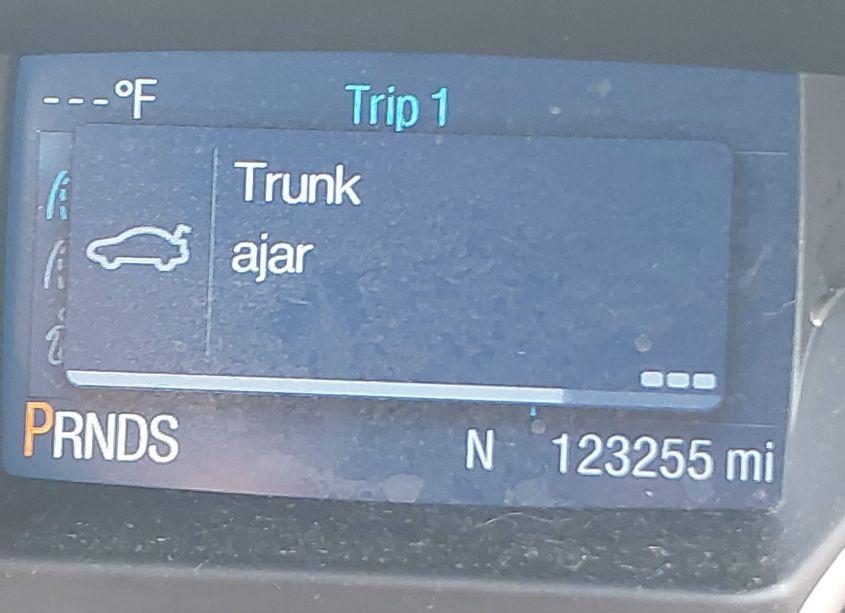 ---°F Trip 1
Trunk
ajar
PRNDS N 123255 mi